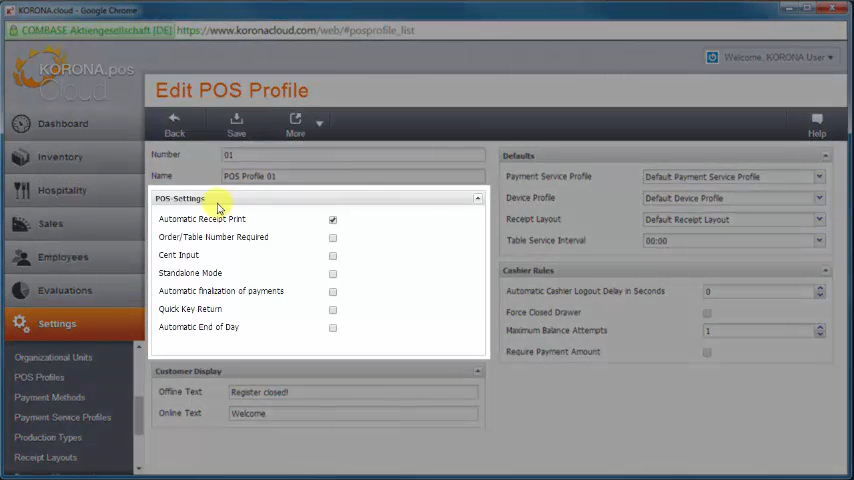 KORONA.cloud - Google Chrome
COMBASE Aktiengesellschaft [DE] https://www.koronacloud.com/web/#posprofile_list
KORONA.pos
Cloud
Welcome, KORONA User
Edit POS Profile
Back
Save
More
Help
Dashboard
Inventory
Hospitality
Sales
Employees
Evaluations
Settings
Organizational Units
POS Profiles
Payment Methods
Payment Service Profiles
Production Types
Receipt Layouts
Number 01
Name POS Profile 01
POS-Settings
Automatic Receipt Print
Order/Table Number Required
Cent Input
Standalone Mode
Automatic finalization of payments
Quick Key Return
Automatic End of Day
Customer Display
Offline Text Register closed!
Online Text Welcome
Defaults
Payment Service Profile Default Payment Service Profile
Device Profile Default Device Profile
Receipt Layout Default Receipt Layout
Table Service Interval 00:00
Cashier Rules
Automatic Cashier Logout Delay in Seconds 0
Force Closed Drawer
Maximum Balance Attempts 1
Require Payment Amount